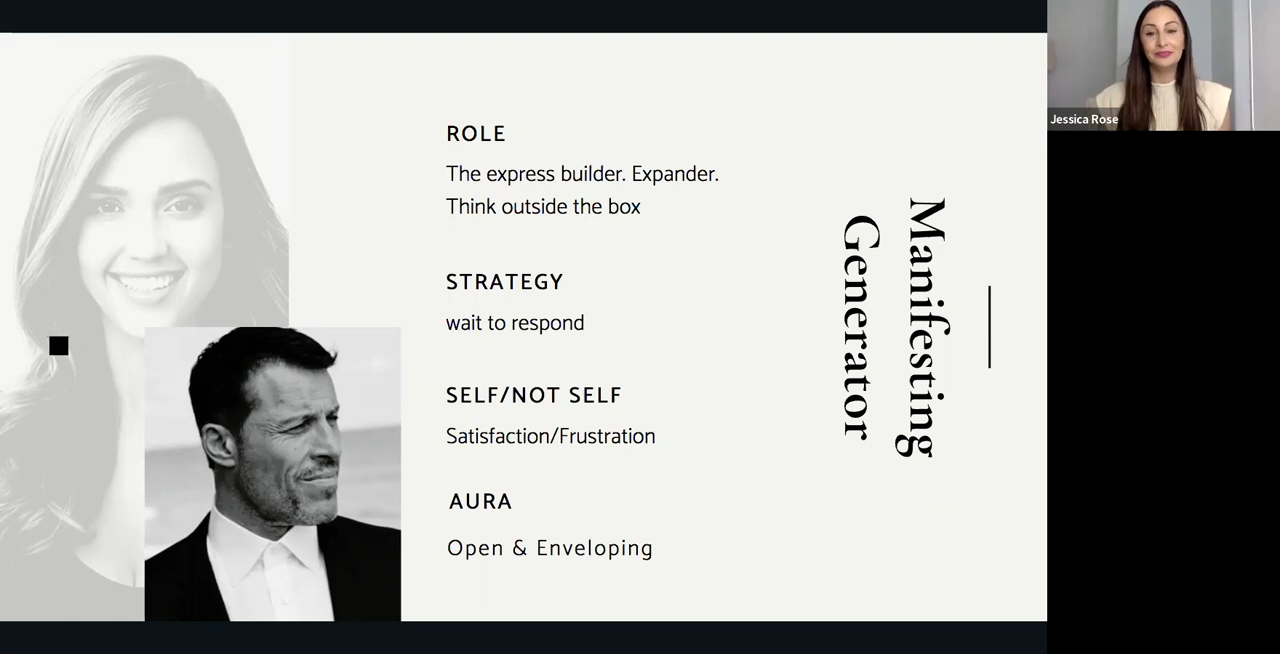 ROLE
The express builder. Expander.
Think outside the box
STRATEGY
wait to respond
SELF/NOT SELF
Satisfaction/Frustration
AURA
Open & Enveloping
Manifesting
Generator
Jessica Rose